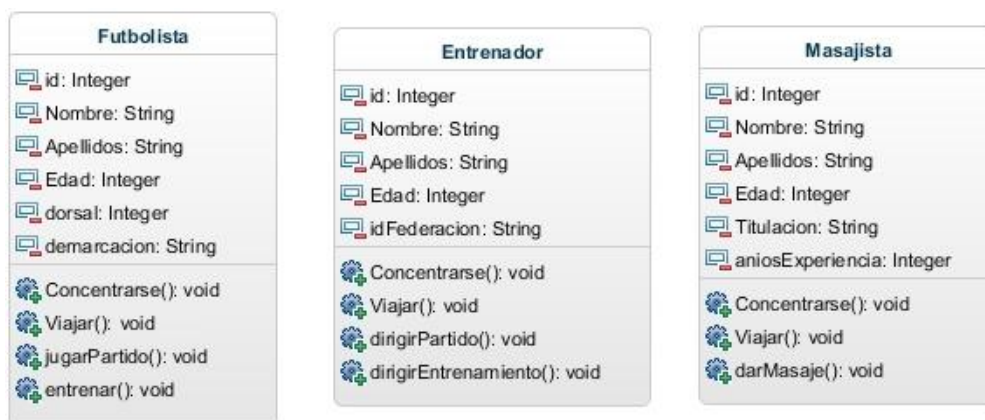 Futbolista
id: Integer
Nombre: String
Apellidos: String
Edad: Integer
dorsal: Integer
demarcacion: String
Concentrarse(): void
Viajar(): void
jugarPartido(): void
entrenar(): void
Entrenador
id: Integer
Nombre: String
Apellidos: String
Edad: Integer
idFederacion: String
Concentrarse(): void
Viajar(): void
dirigirPartido(): void
dirigirEntrenamiento(): void
Masajista
id: Integer
Nombre: String
Apellidos: String
Edad: Integer
Titulacion: String
aniosExperiencia: Integer
Concentrarse(): void
Viajar(): void
darMasaje(): void